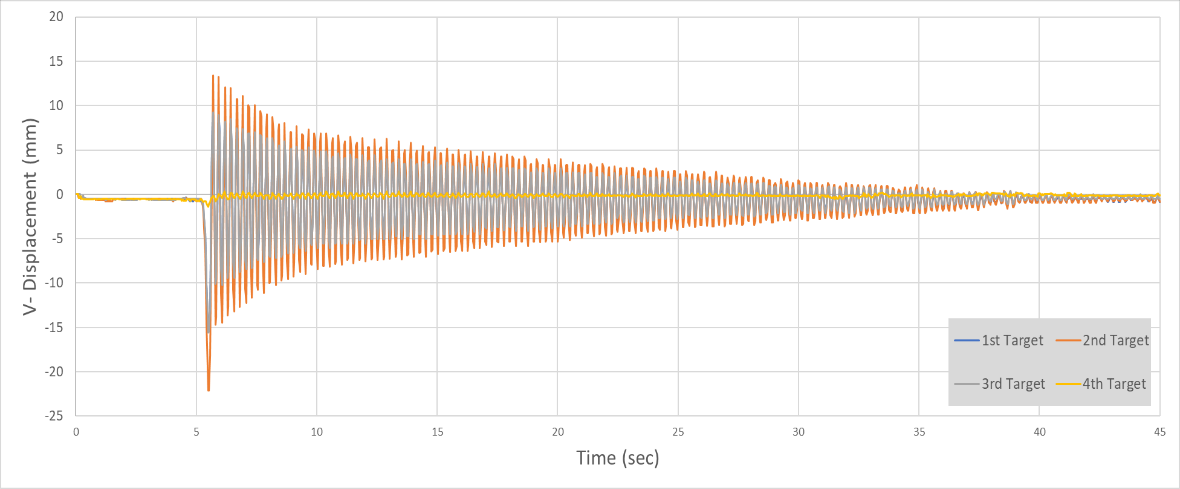 20
15
10
5
0
-5
-10
-15
-20
-25
V- Displacement (mm)
0 5 10 15 20 25 30 35 40 45
Time (sec)
1st Target 2nd Target
3rd Target 4th Target